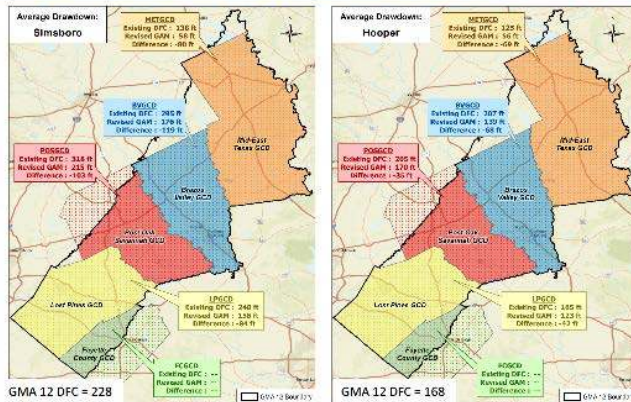 Average Drawdown:
Simsboro
METGCD
Existing DFC : 138 ft
Revised GAM : 58 ft
Difference : -80 ft
BVGCD
Existing DFC : 295 ft
Revised GAM : 176 ft
Difference : -119 ft
POSGCD
Existing DFC : 318 ft
Revised GAM : 215 ft
Difference : -103 ft
Mid-East
Texas GCD
Brazos
Valley GCD
Post Oak
Savannah GCD
Lost Pines GCD
LPGCD
Existing DFC : 240 ft
Revised GAM :
Difference :
Fayette
County GCD
FCGCD
Existing DFC : --
Revised GAM : --
Difference : --
GMA 12 DFC = 228
GMA 12 Boundary
Average Drawdown:
Hooper
METGCD
Existing DFC : 125 ft
Revised GAM : 56 ft
Difference : -69 ft
BVGCD
Existing DFC : 207 ft
Revised GAM : 139 ft
Difference : -68 ft
POSGCD
Existing DFC : 205 ft
Revised GAM : 170 ft
Difference : -35 ft
Mid-East
Texas GCD
Brazos
Valley GCD
Post Oak
Savannah GCD
Lost Pines GCD
LPGCD
Existing DFC : 165 ft
Revised GAM : 123 ft
Difference : -42 ft
Fayette
County GCD
FCGCD
Existing DFC : --
Revised GAM : --
Difference : --
GMA 12 DFC = 168
GMA 12 Boundary